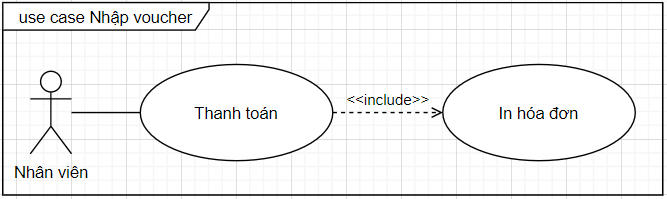 use case Nhập voucher
Thanh toán
<<include>>
In hóa đơn
Nhân viên